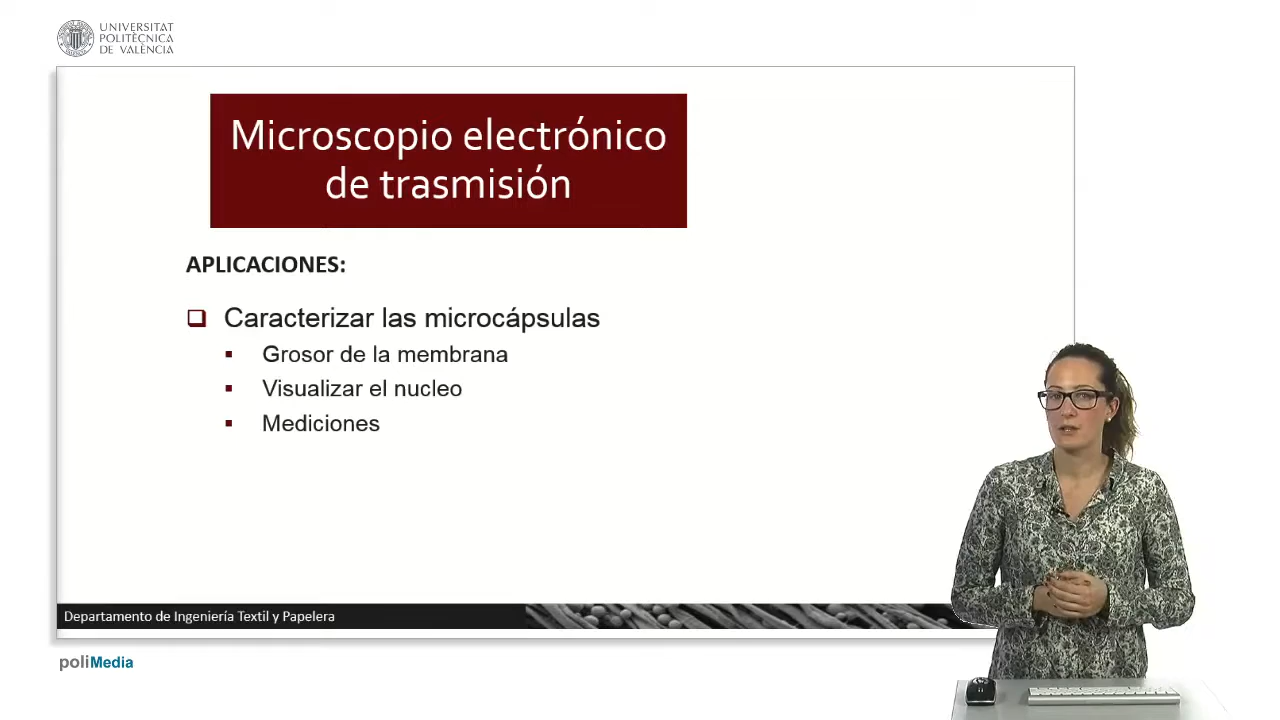 UNIVERSITAT
POLITÈCNICA
DE VALÈNCIA
Microscopio electrónico
de trasmisión
APLICACIONES:
Caracterizar las microcápsulas
Grosor de la membrana
Visualizar el nucleo
Mediciones
Departamento de Ingeniería Textil y Papelera
poliMedia